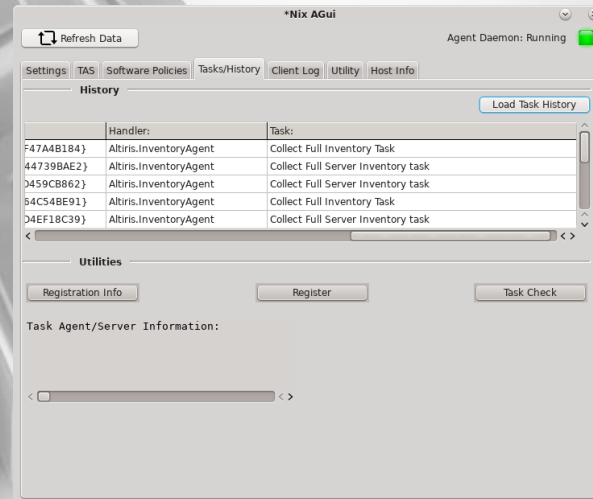 *Nix AGui
Refresh Data
Agent Daemon: Running
Settings TAS Software Policies Tasks/History Client Log Utility Host Info
History
Load Task History
Handler: Task:
F47A4B184} Altiris.InventoryAgent Collect Full Inventory Task
44739BAE2} Altiris.InventoryAgent Collect Full Server Inventory task
0459CB862} Altiris.InventoryAgent Collect Full Server Inventory task
64C54BE91} Altiris.InventoryAgent Collect Full Inventory Task
04EF18C39} Altiris.InventoryAgent Collect Full Server Inventory task
Utilities
Registration Info Register Task Check
Task Agent/Server Information: